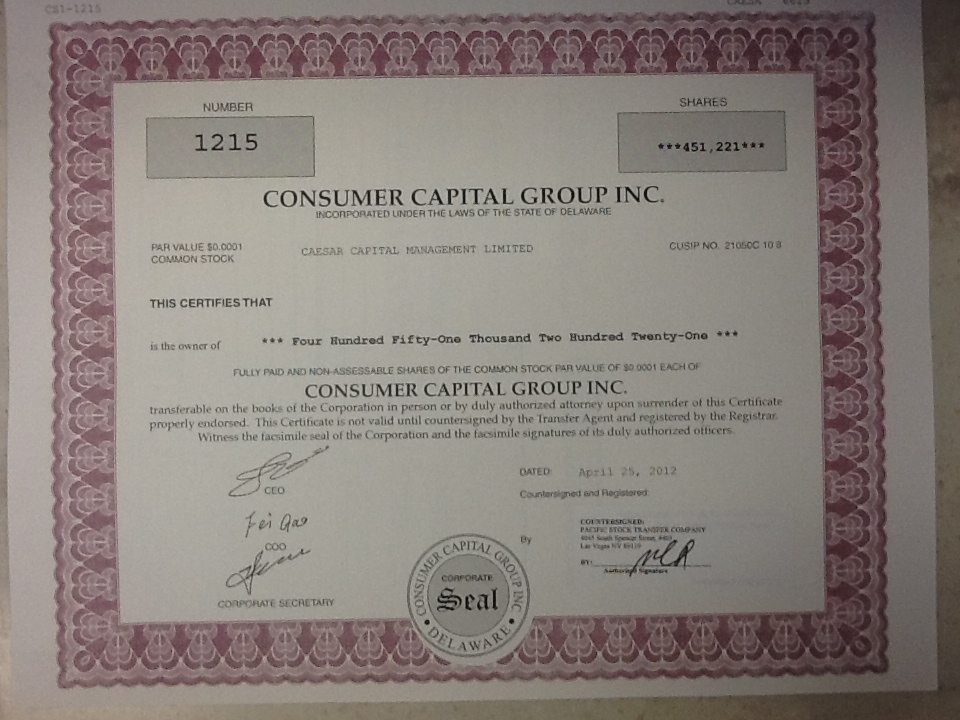 CS1-1215
NUMBER
1215
SHARES
***451,221***
CONSUMER CAPITAL GROUP INC.
INCORPORATED UNDER THE LAWS OF THE STATE OF DELAWARE
PAR VALUE $0.0001
COMMON STOCK
CAESAR CAPITAL MANAGEMENT LIMITED
CUSIP NO. 21050C 10 8
THIS CERTIFIES THAT
is the owner of
*** Four Hundred Fifty-One Thousand Two Hundred Twenty-One ***
FULLY PAID AND NON-ASSESSABLE SHARES OF THE COMMON STOCK PAR VALUE OF $0.0001 EACH OF
CONSUMER CAPITAL GROUP INC.
transferable on the books of the Corporation in person or by duly authorized attorney upon surrender of this Certificate
properly endorsed. This Certificate is not valid until countersigned by the Transfer Agent and registered by the Registrar.
Witness the facsimile seal of the Corporation and the facsimile signatures of its duly authorized officers.
CEO
Fei Gao
COO
CORPORATE SECRETARY
DATED:
April 25, 2012
Countersigned and Registered:
By
COUNTERSIGNED:
PACIFIC STOCK TRANSFER COMPANY
4045 South Spencer Street, #403
Las Vegas NV 89119
BY:
Authorized Signature
CONSUMER CAPITAL GROUP INC
CORPORATE
Seal
DELAWARE